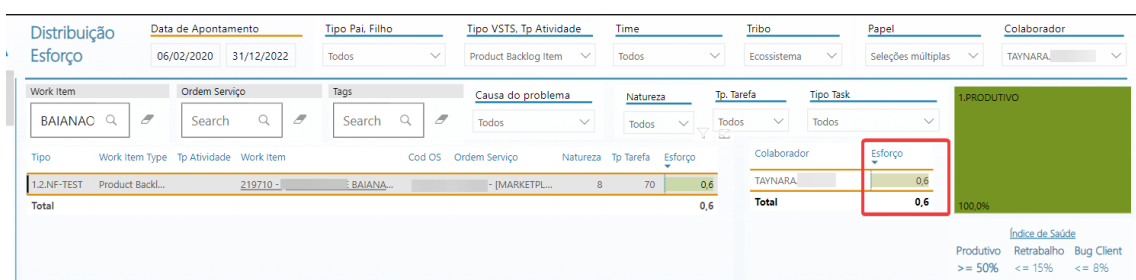 Distribuição
Esforço
Data de Apontamento
06/02/2020 31/12/2022
Tipo Pai, Filho
Todos
Tipo VSTS, Tp Atividade
Product Backlog Item
Time
Todos
Tribo
Ecossistema
Papel
Seleções múltiplas
Colaborador
TAYNARA.
Work Item
BAIANAO
Ordem Serviço
Search
Tags
Search
Causa do problema
Todos
Natureza
Todos
Tp. Tarefa
Todos
Tipo Task
Todos
Tipo Work Item Type Tp Atividade Work Item Cod OS Ordem Serviço Natureza Tp Tarefa Esforço
1.2.NF-TEST Product Backl... 219710 - BAIANA... - [MARKETPL... 8 70 0,6
Total 0,6
Colaborador Esforço
TAYNARA. 0,6
Total 0,6
1.PRODUTIVO
100,0%
Índice de Saúde
Produtivo Retrabalho Bug Client
>= 50% <= 15% <= 8%